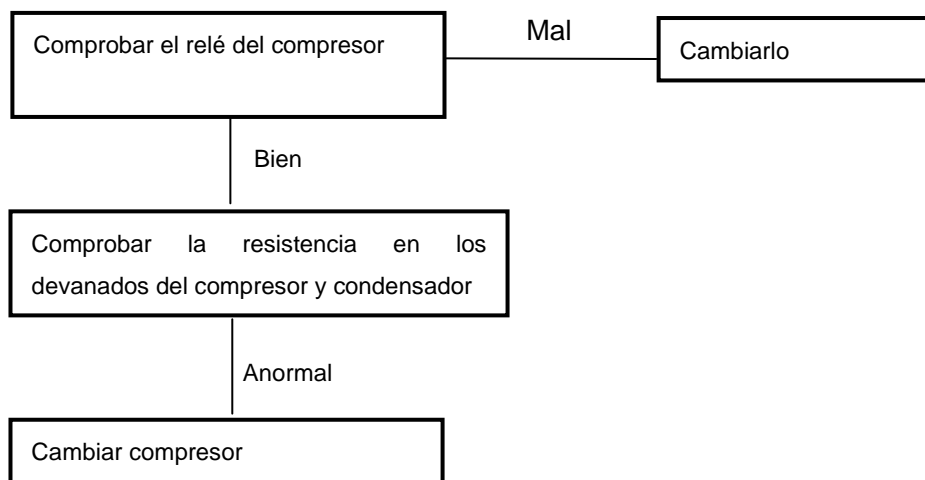 Comprobar el relé del compresor
Mal
Cambiarlo
Bien
Comprobar la resistencia en los
devanados del compresor y condensador
Anormal
Cambiar compresor